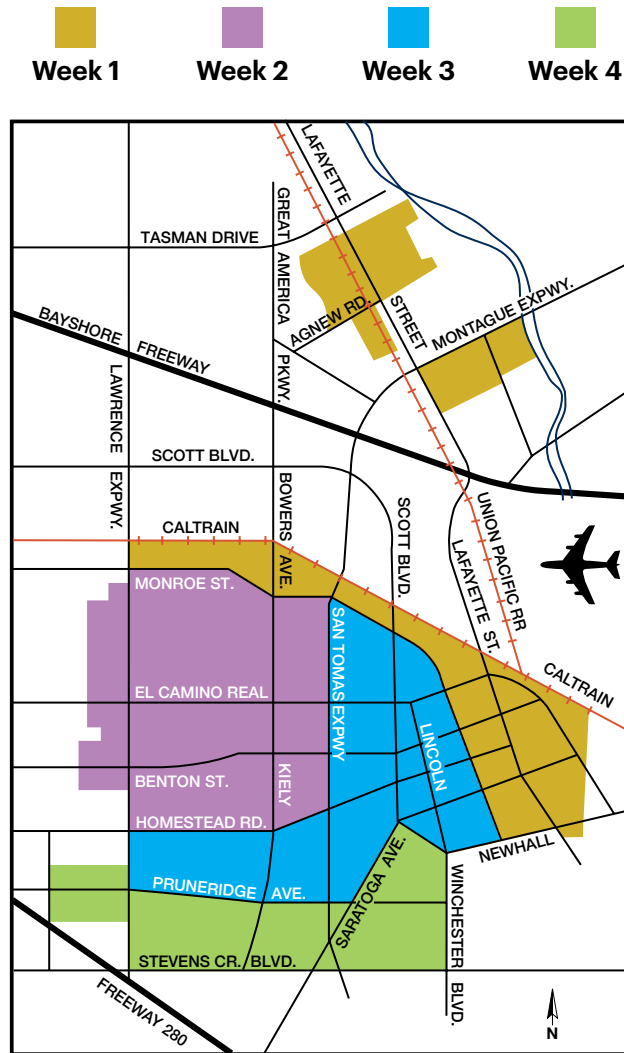 Week 1
Week 2
Week 3
Week 4
LAFAYETTE
STREET
GREAT AMERICA PKWY.
TASMAN DRIVE
AGNEW RD.
MONTAGUE EXPWY.
BAYSHORE FREEWAY
LAWRENCE EXPWY.
SCOTT BLVD.
BOWERS AVE.
SCOTT BLVD.
UNION PACIFIC RR
LAFAYETTE ST.
CALTRAIN
MONROE ST.
SAN TOMAS EXPWY
CALTRAIN
EL CAMINO REAL
LINCOLN
BENTON ST.
KIELY
HOMESTEAD RD.
NEWHALL
PRUNERIDGE AVE.
SARATOGA AVE.
WINCHESTER BLVD.
STEVENS CR. BLVD.
FREEWAY 280
N